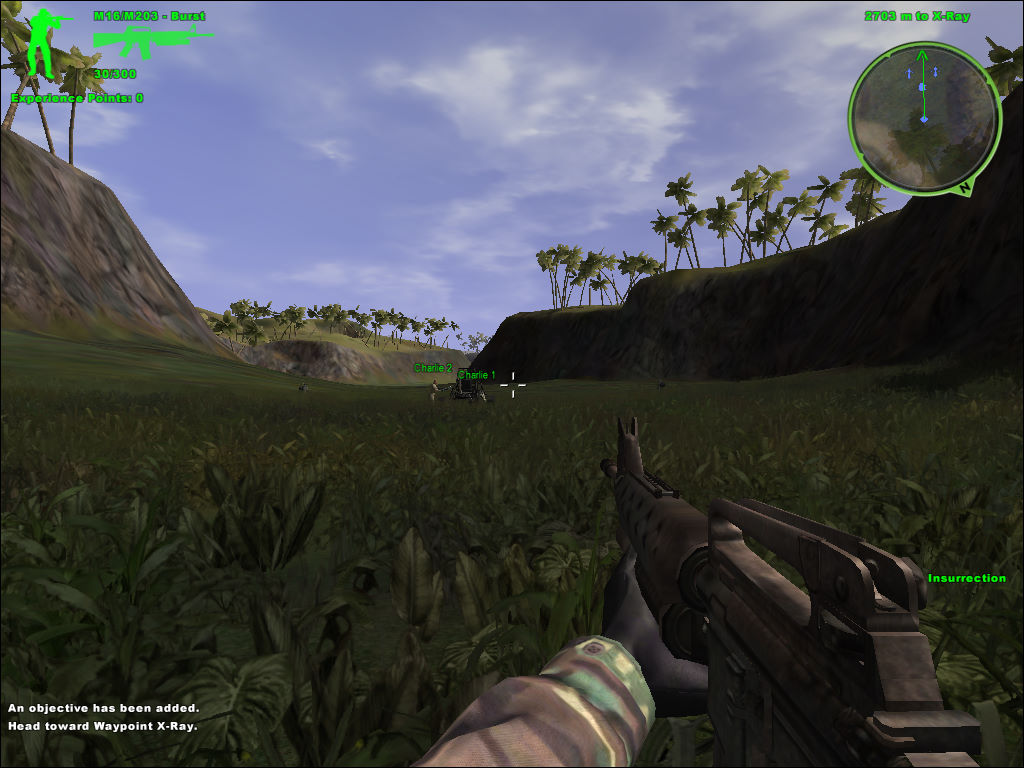 M16/M203 - Burst
2703 m to X-Ray
30/300
Experience Points: 0
N
Charlie 2
Charlie 1
Insurrection
An objective has been added.
Head toward Waypoint X-Ray.